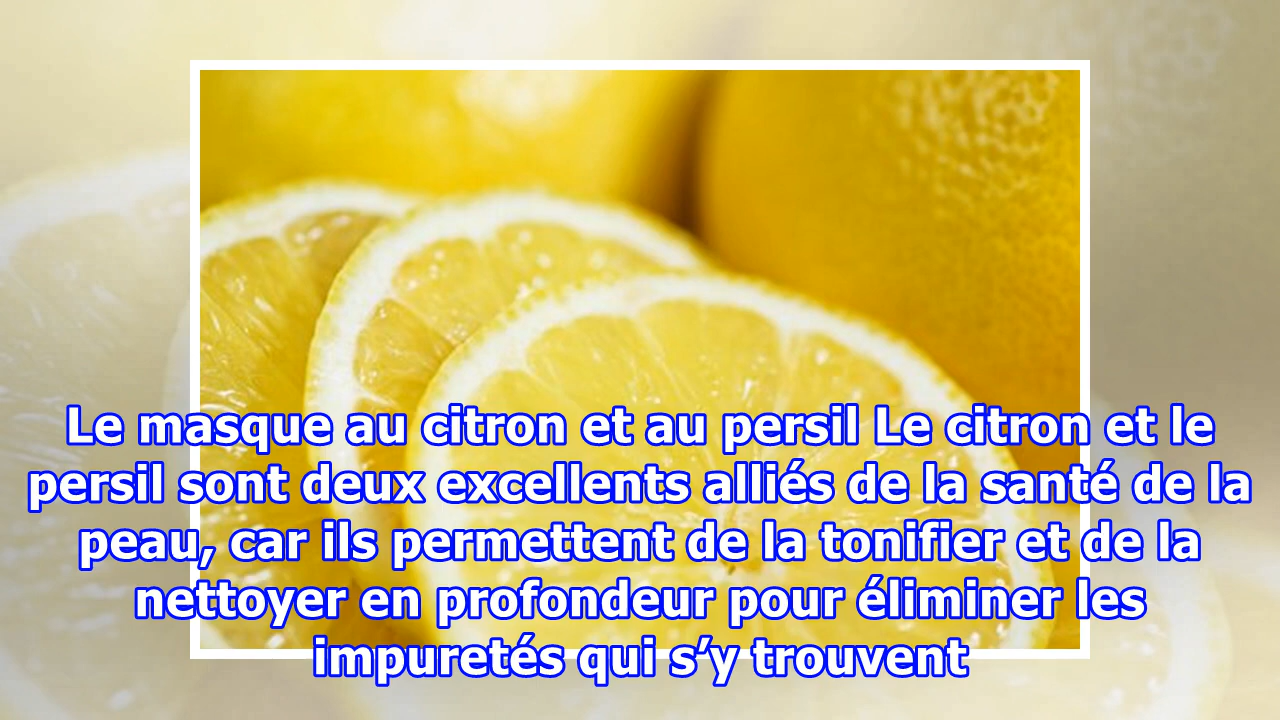 Le masque au citron et au persil Le citron et le
persil sont deux excellents alliés de la santé de la
peau, car ils permettent de la tonifier et de la
nettoyer en profondeur pour éliminer les
impuretés qui s’y trouvent